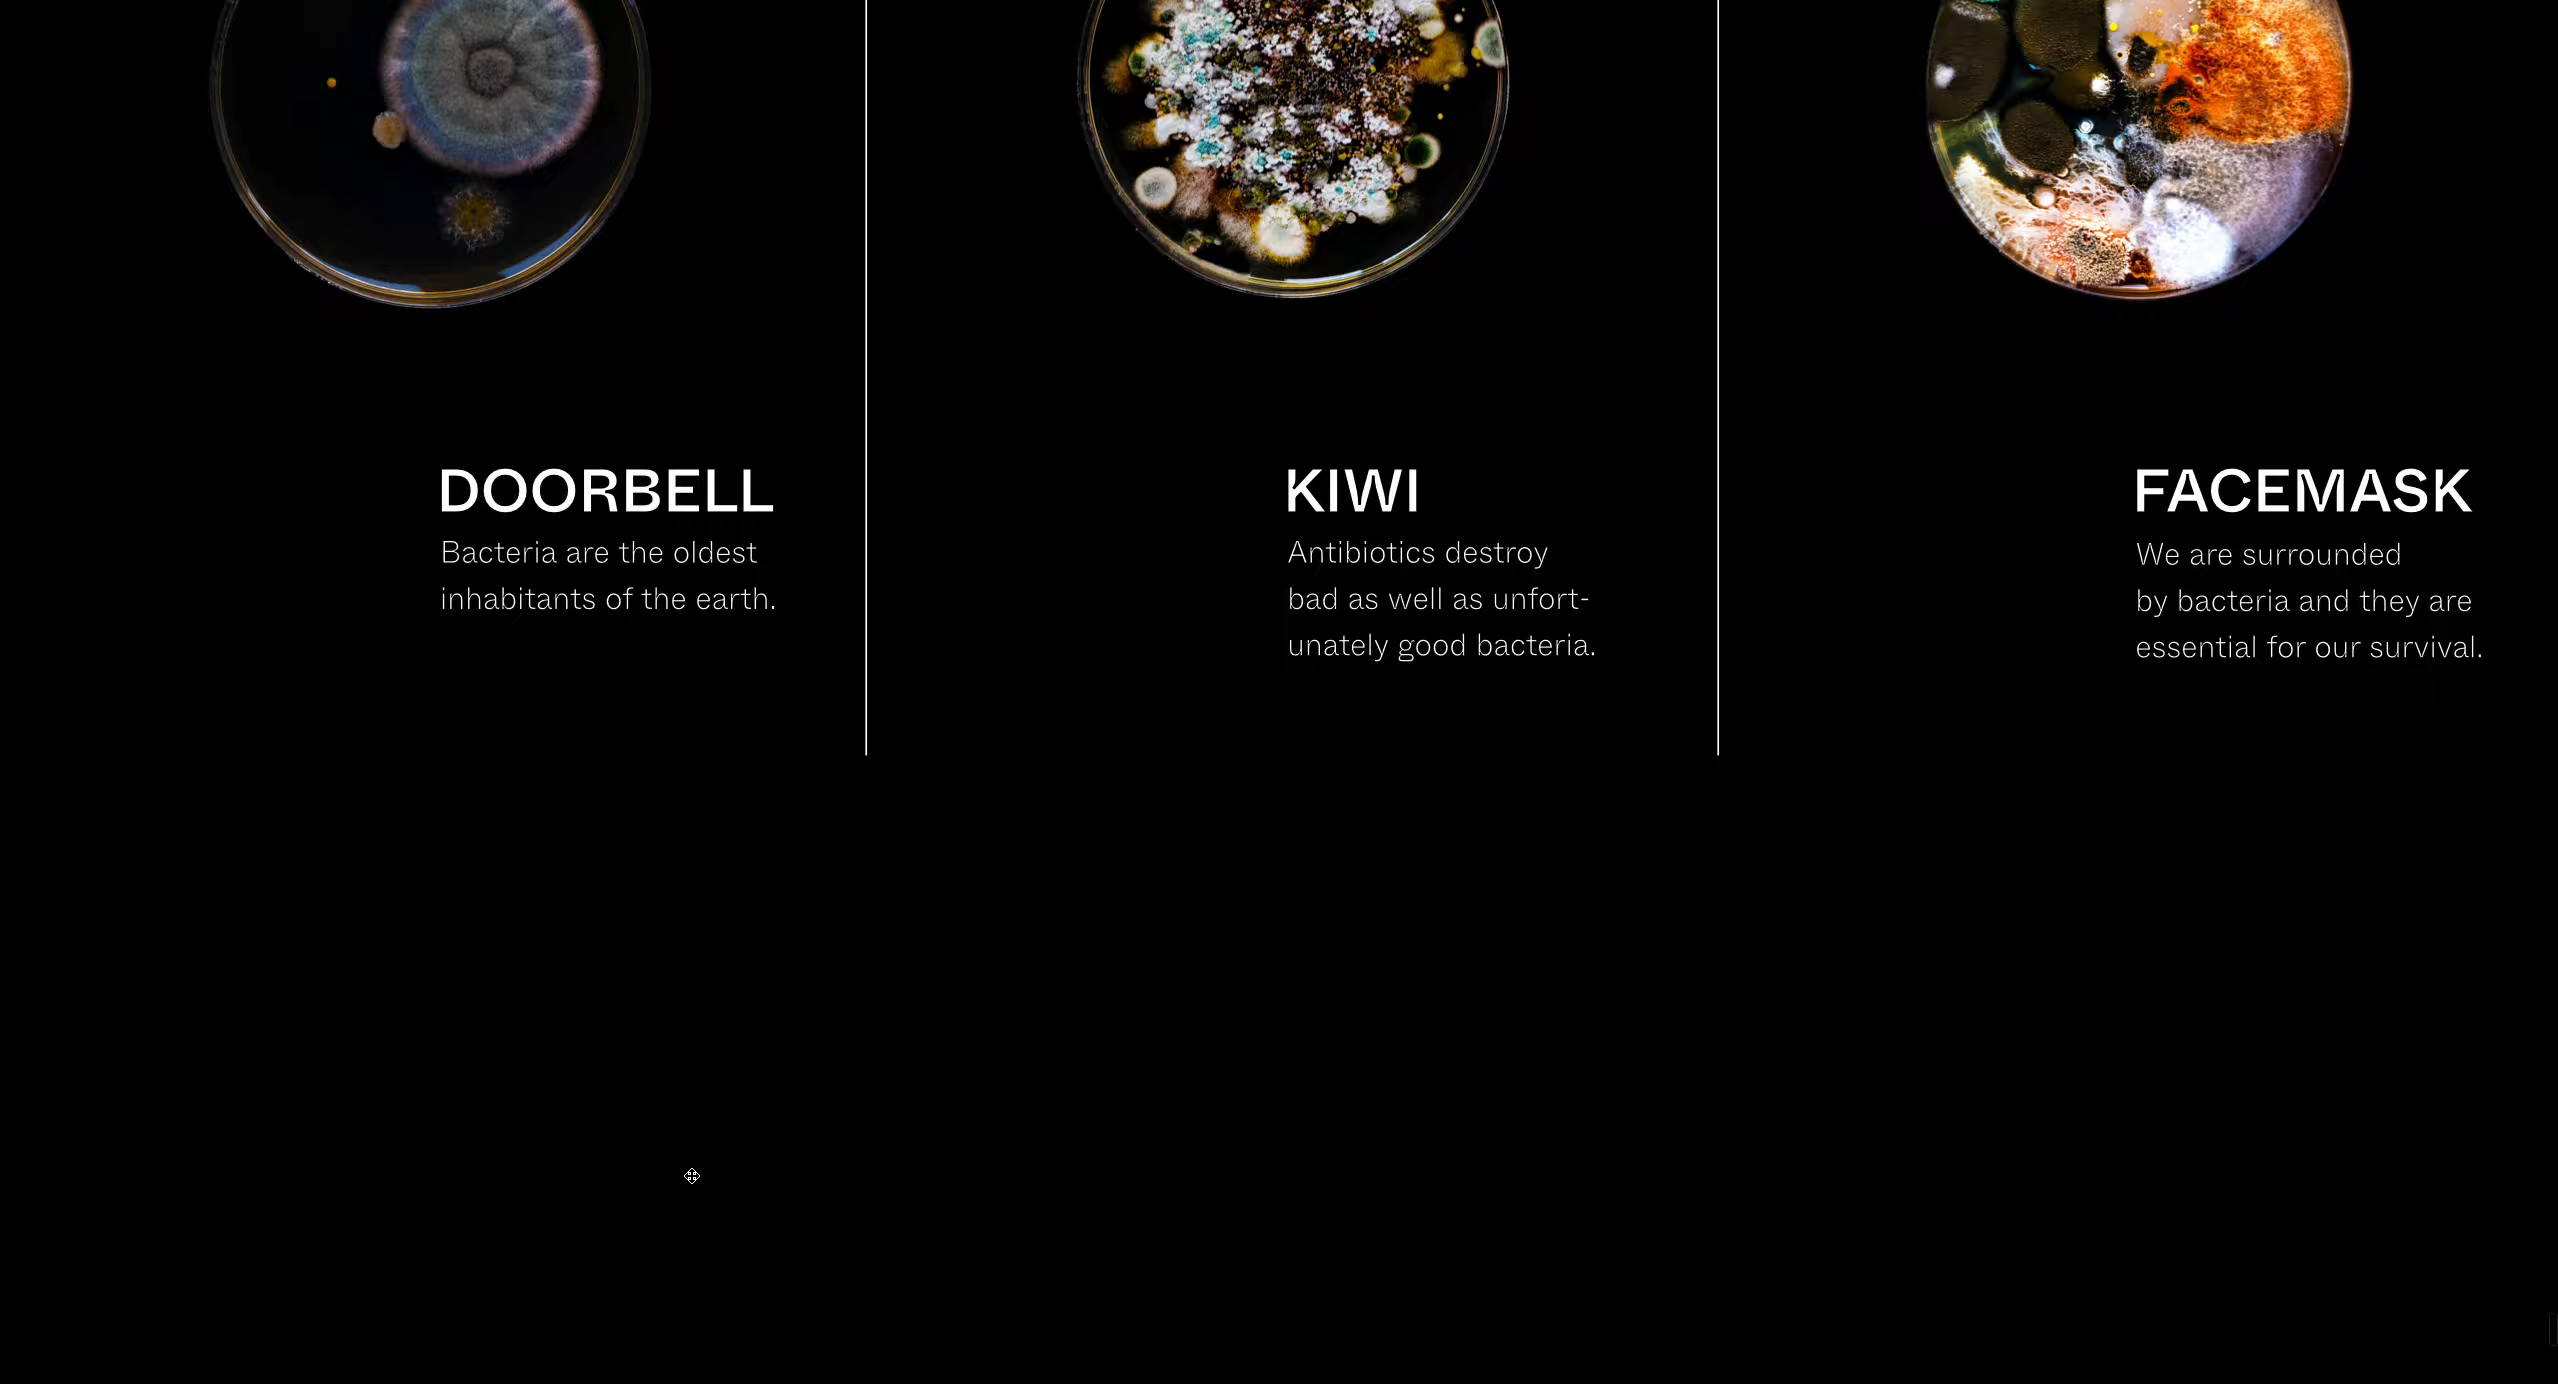 DOORBELL
Bacteria are the oldest
inhabitants of the earth.
KIWI
Antibiotics destroy
bad as well as unfort-
unately good bacteria.
FACEMASK
We are surrounded
by bacteria and they are
essential for our survival.